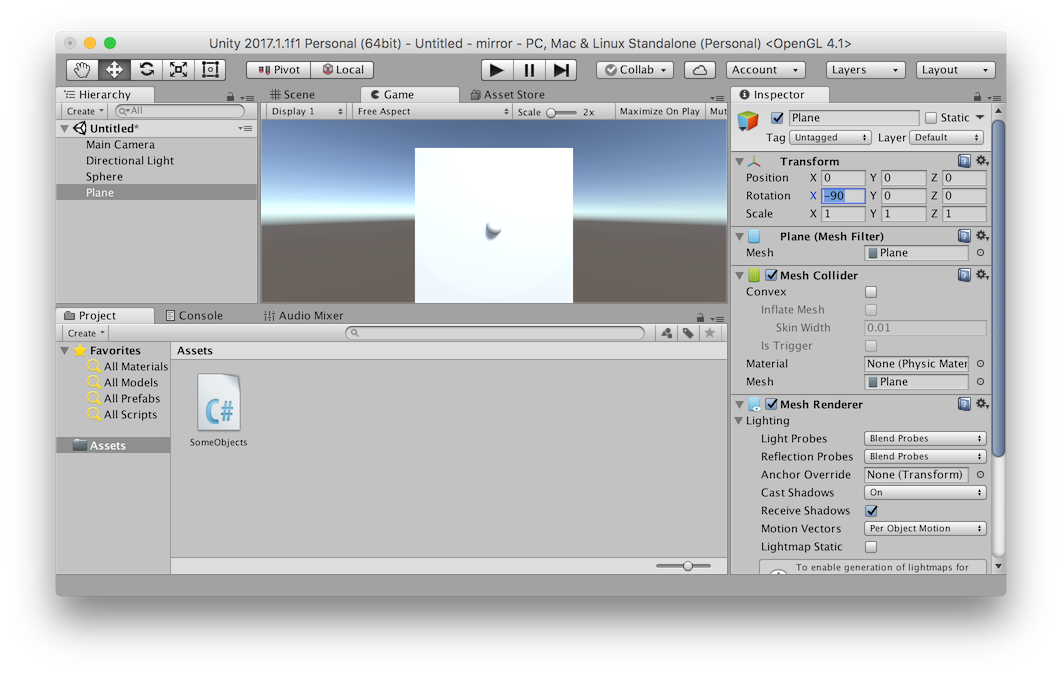 Unity 2017.1.1f1 Personal (64bit) - Untitled - mirror - PC, Mac & Linux Standalone (Personal) <OpenGL 4.1>
Pivot Local Collab Account Layers Layout
Hierarchy
Create All
Untitled*
Main Camera
Directional Light
Sphere
Plane
Scene Game Asset Store
Display 1 Free Aspect Scale 2x Maximize On Play Mut
Project Console Audio Mixer
Create
Favorites
All Materials
All Models
All Prefabs
All Scripts
Assets
Assets
C#
SomeObjects
Inspector
Plane Static
Tag Untagged Layer Default
Transform
Position X 0 Y 0 Z 0
Rotation X -90 Y 0 Z 0
Scale X 1 Y 1 Z 1
Plane (Mesh Filter)
Mesh Plane
Mesh Collider
Convex
Inflate Mesh
Skin Width 0.01
Is Trigger
Material None (Physic Mater
Mesh Plane
Mesh Renderer
Lighting
Light Probes Blend Probes
Reflection Probes Blend Probes
Anchor Override None (Transform)
Cast Shadows On
Receive Shadows
Motion Vectors Per Object Motion
Lightmap Static
To enable generation of lightmaps for